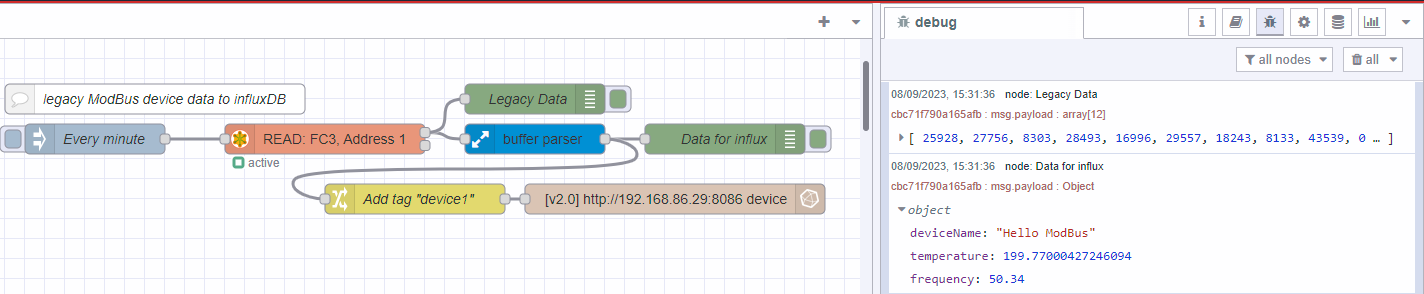 debug
all nodes
all
legacy ModBus device data to influxDB
Every minute
READ: FC3, Address 1
active
Legacy Data
buffer parser
Data for influx
Add tag "device1"
[v2.0] http://192.168.86.29:8086 device
08/09/2023, 15:31:36 node: Legacy Data
cbc71f790a165afb : msg.payload : array[12]
[ 25928, 27756, 8303, 28493, 16996, 29557, 18243, 8133, 43539, 0 … ]
08/09/2023, 15:31:36 node: Data for influx
cbc71f790a165afb : msg.payload : Object
object
deviceName: "Hello ModBus"
temperature: 199.77000427246094
frequency: 50.34